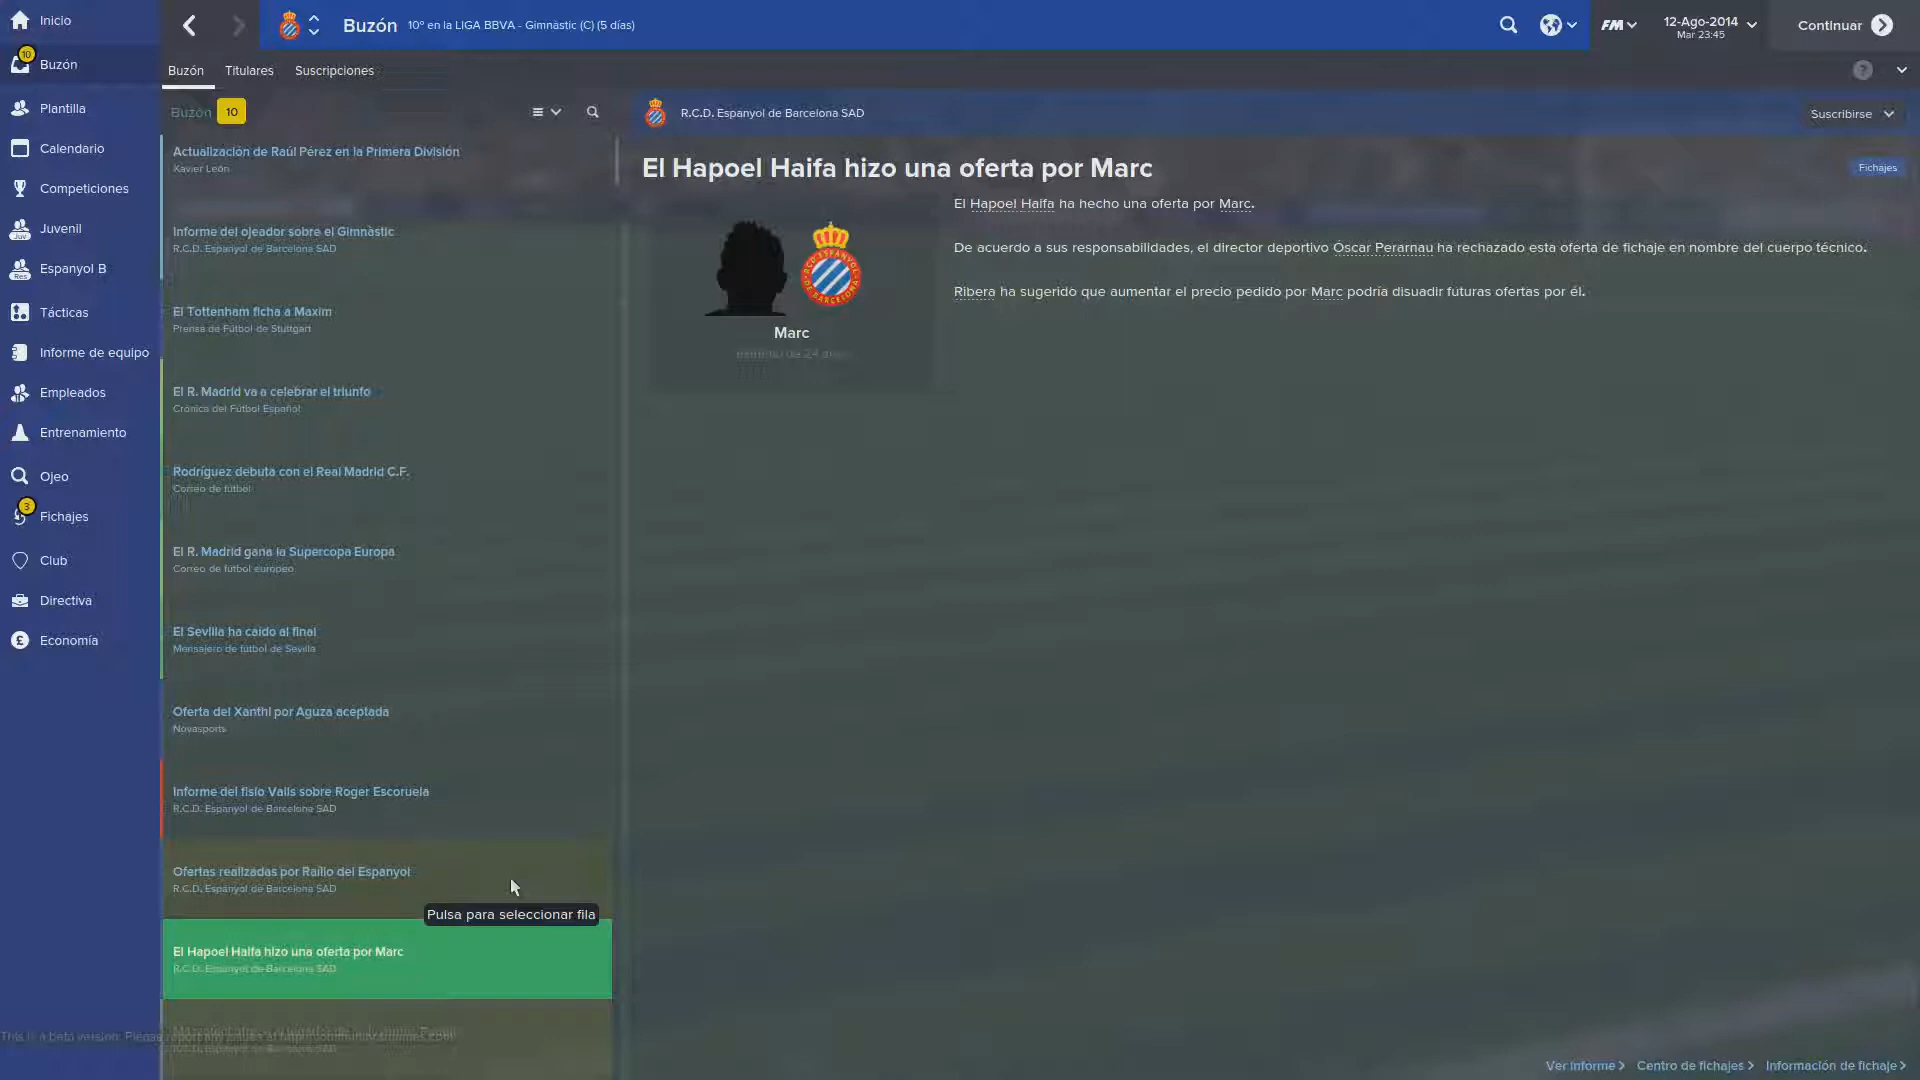 Inicio
10
Buzón
Plantilla
Calendario
Competiciones
Juvenil
Espanyol B
Tácticas
Informe de equipo
Empleados
Entrenamiento
Ojeo
3
Fichajes
Club
Directiva
Economía
Buzón
10º en la LIGA BBVA - Gimnàstic (C) (5 días)
FM
12-Ago-2014
Mar 23:45
Continuar
Buzón
Titulares
Suscripciones
Buzón 10
Actualización de Raúl Pérez en la Primera División
Xavier León
Informe del ojeador sobre el Gimnàstic
R.C.D. Espanyol de Barcelona SAD
El Tottenham ficha a Maxim
Prensa de Fútbol de Stuttgart
El R. Madrid va a celebrar el triunfo
Crónica del Fútbol Español
Rodríguez debuta con el Real Madrid C.F.
Correo de fútbol
El R. Madrid gana la Supercopa Europa
Correo de fútbol europeo
El Sevilla ha caído al final
Mensajero de fútbol de Sevilla
Oferta del Xanthi por Aguza aceptada
Novasports
Informe del fisio Valls sobre Roger Escoruela
R.C.D. Espanyol de Barcelona SAD
Ofertas realizadas por Raíllo del Espanyol
R.C.D. Espanyol de Barcelona SAD
Pulsa para seleccionar fila
El Hapoel Haifa hizo una oferta por Marc
R.C.D. Espanyol de Barcelona SAD
This is a beta version. Please report any issues at
R.C.D. Espanyol de Barcelona SAD
Suscribirse
El Hapoel Haifa hizo una oferta por Marc
Fichajes
Marc
El Hapoel Haifa ha hecho una oferta por Marc.
De acuerdo a sus responsabilidades, el director deportivo Óscar Perarnau ha rechazado esta oferta de fichaje en nombre del cuerpo técnico.
Ribera ha sugerido que aumentar el precio pedido por Marc podría disuadir futuras ofertas por él.
Ver informe
Centro de fichajes
Información de fichaje